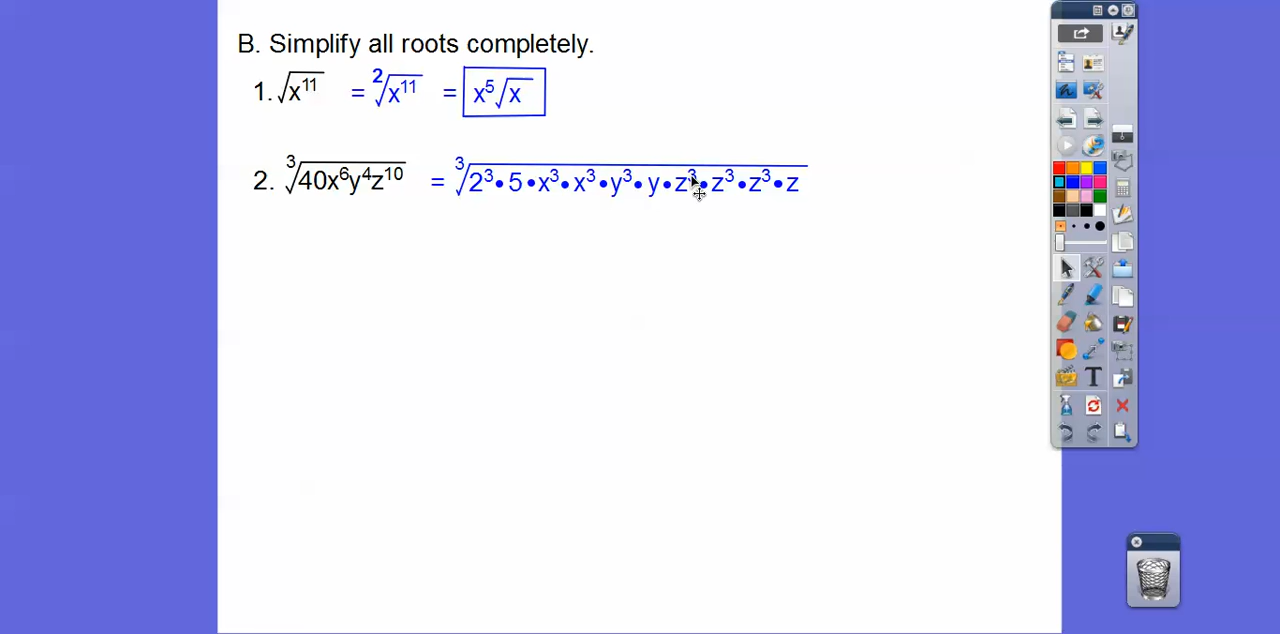 B. Simplify all roots completely.
1. √x¹¹ = ²√x¹¹ = x⁵√x
2. ³√40x⁶y⁴z¹⁰ = ³√2³•5•x³•x³•y³•y•z³•z³•z³•z